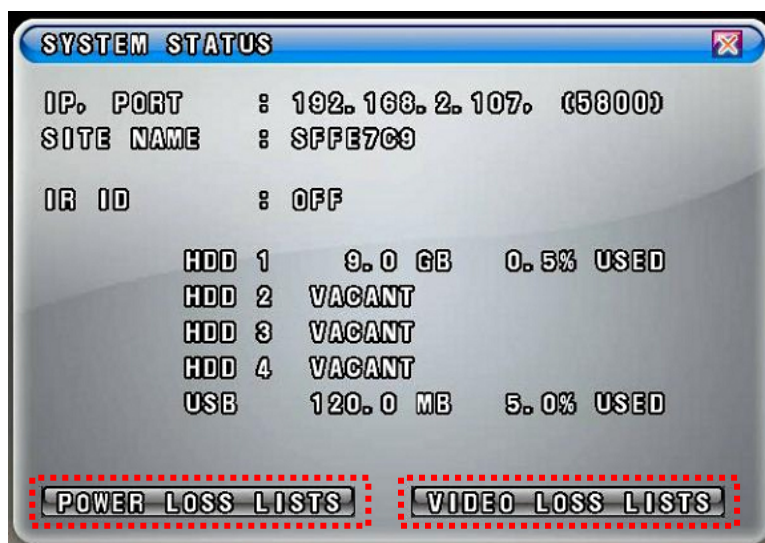 SYSTEM STATUS
IP, PORT : 192.168.2.107, (5800)
SITE NAME : SFFE7C9
IR ID : OFF
HDD 1 9.0 GB 0.5% USED
HDD 2 VACANT
HDD 3 VACANT
HDD 4 VACANT
USB 120.0 MB 5.0% USED
POWER LOSS LISTS VIDEO LOSS LISTS